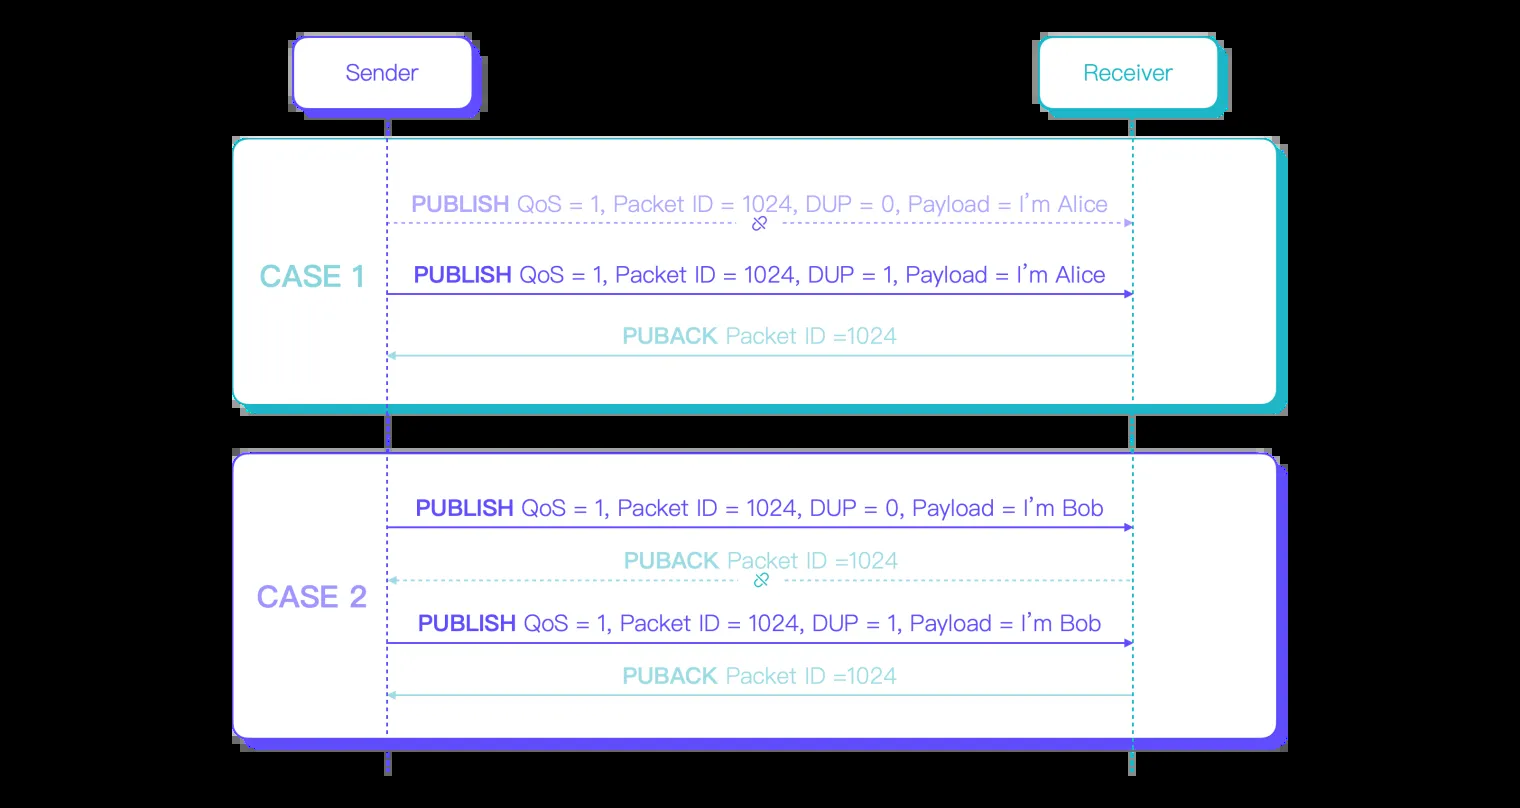 Sender
Receiver
PUBLISH QoS = 1, Packet ID = 1024, DUP = 0, Payload = I’m Alice
CASE 1
PUBLISH QoS = 1, Packet ID = 1024, DUP = 1, Payload = I’m Alice
PUBACK Packet ID =1024
PUBLISH QoS = 1, Packet ID = 1024, DUP = 0, Payload = I’m Bob
PUBACK Packet ID =1024
CASE 2
PUBLISH QoS = 1, Packet ID = 1024, DUP = 1, Payload = I’m Bob
PUBACK Packet ID =1024